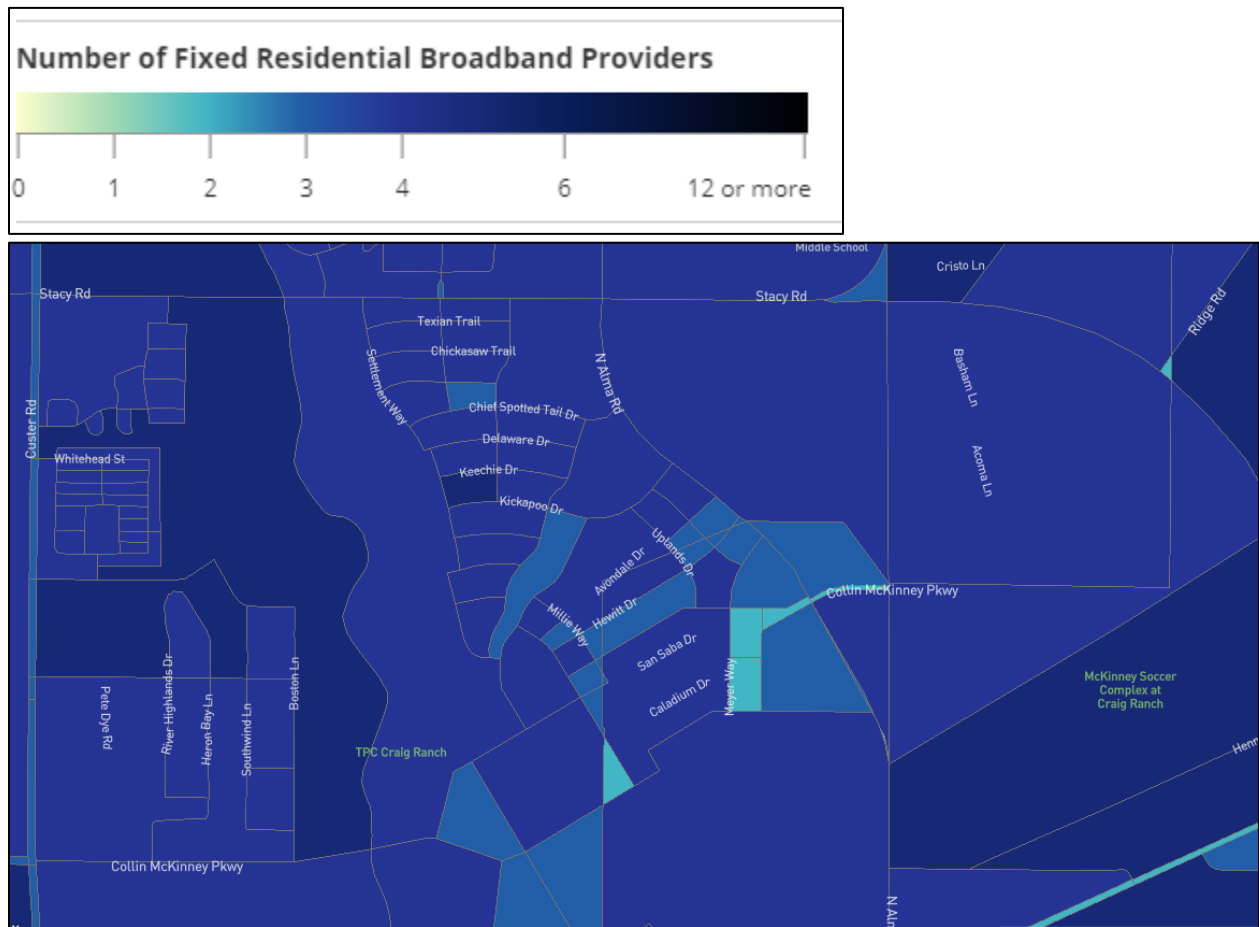 Number of Fixed Residential Broadband Providers
0 1 2 3 4 6 12 or more
Middle School
Cristo Ln
Stacy Rd
Stacy Rd
Ridge Rd
Texian Trail
Chickasaw Trail
Settlement Way
N Alma Rd
Basham Ln
Chief Spotted Tail Dr
Custer Rd
Delaware Dr
Whitehead St
Keechie Dr
Acoma Ln
Kickapoo Dr
Uplands Dr
Avondale Dr
Collin McKinney Pkwy
Hewitt Dr
Millie Way
San Saba Dr
Meyer Way
Caladium Dr
McKinney Soccer
Complex at
Craig Ranch
Pete Dye Rd
River Highlands Dr
Heron Bay Ln
Southwind Ln
Boston Ln
Henn
TPC Craig Ranch
Collin McKinney Pkwy
N Aln